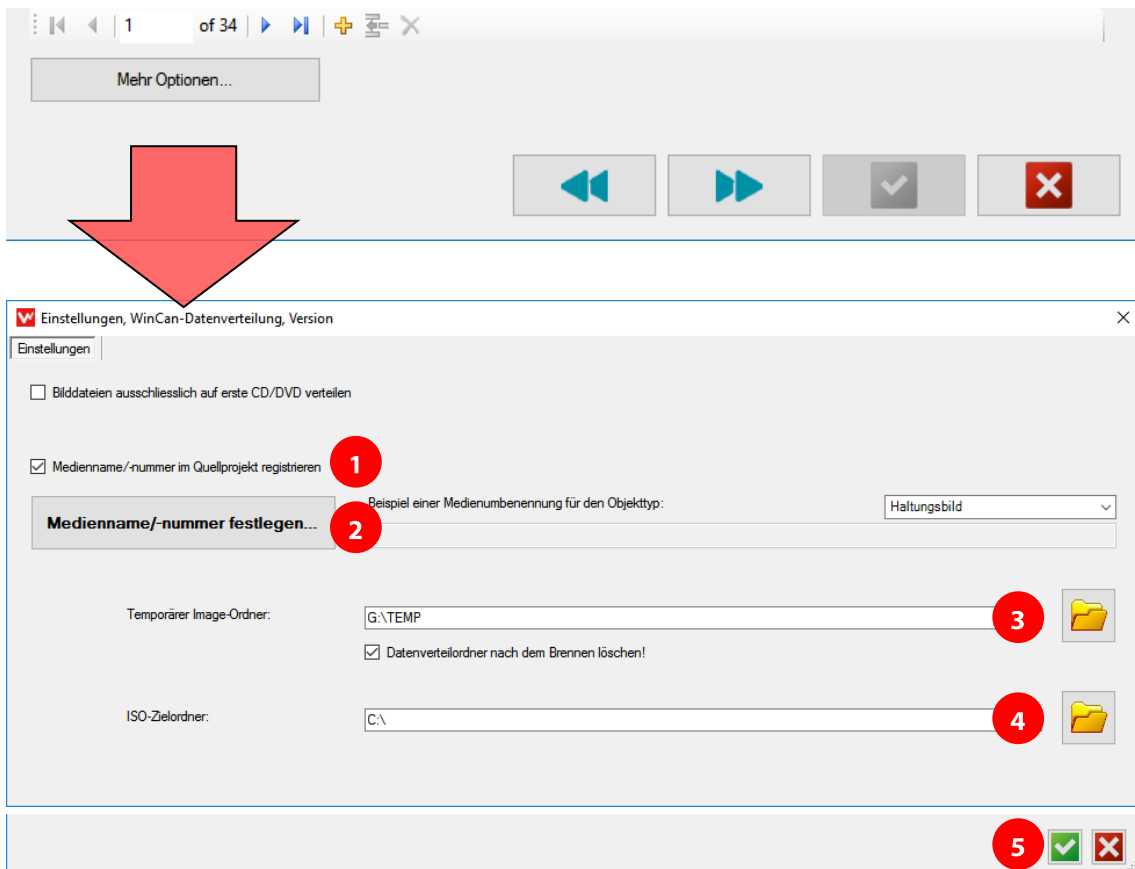 1 of 34
Mehr Optionen...
Einstellungen, WinCan-Datenverteilung, Version
Einstellungen
Bilddateien ausschliesslich auf erste CD/DVD verteilen
Medienname/-nummer im Quellprojekt registrieren 1
Medienname/-nummer festlegen... 2 Beispiel einer Medienumbenennung für den Objekttyp: Haltungsbild
Temporärer Image-Ordner: G:\TEMP 3
Datenverteilordner nach dem Brennen löschen!
ISO-Zielordner: C:\ 4
5